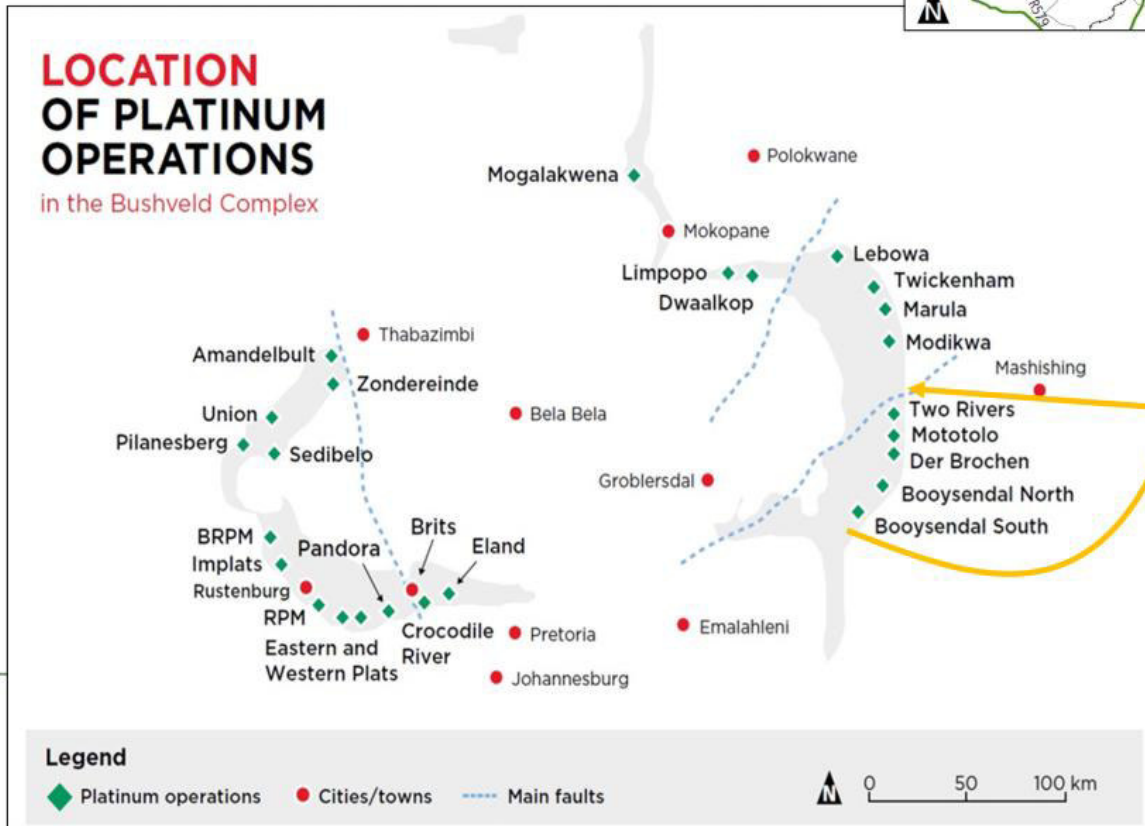 R579
N
LOCATION
OF PLATINUM
OPERATIONS
in the Bushveld Complex
Polokwane
Mogalakwena
Mokopane
Lebowa
Limpopo
Dwaalkop
Twickenham
Marula
Modikwa
Thabazimbi
Amandelbult
Zondereinde
Mashishing
Union
Bela Bela
Two Rivers
Pilanesberg
Sedibelo
Mototolo
Der Brochen
Groblersdal
Booysendal North
Booysendal South
BRPM
Pandora
Brits
Eland
Implats
Rustenburg
RPM
Eastern and
Western Plats
Crocodile
River
Pretoria
Emalahleni
Johannesburg
Legend
Platinum operations
Cities/towns
Main faults
N
0 50 100 km